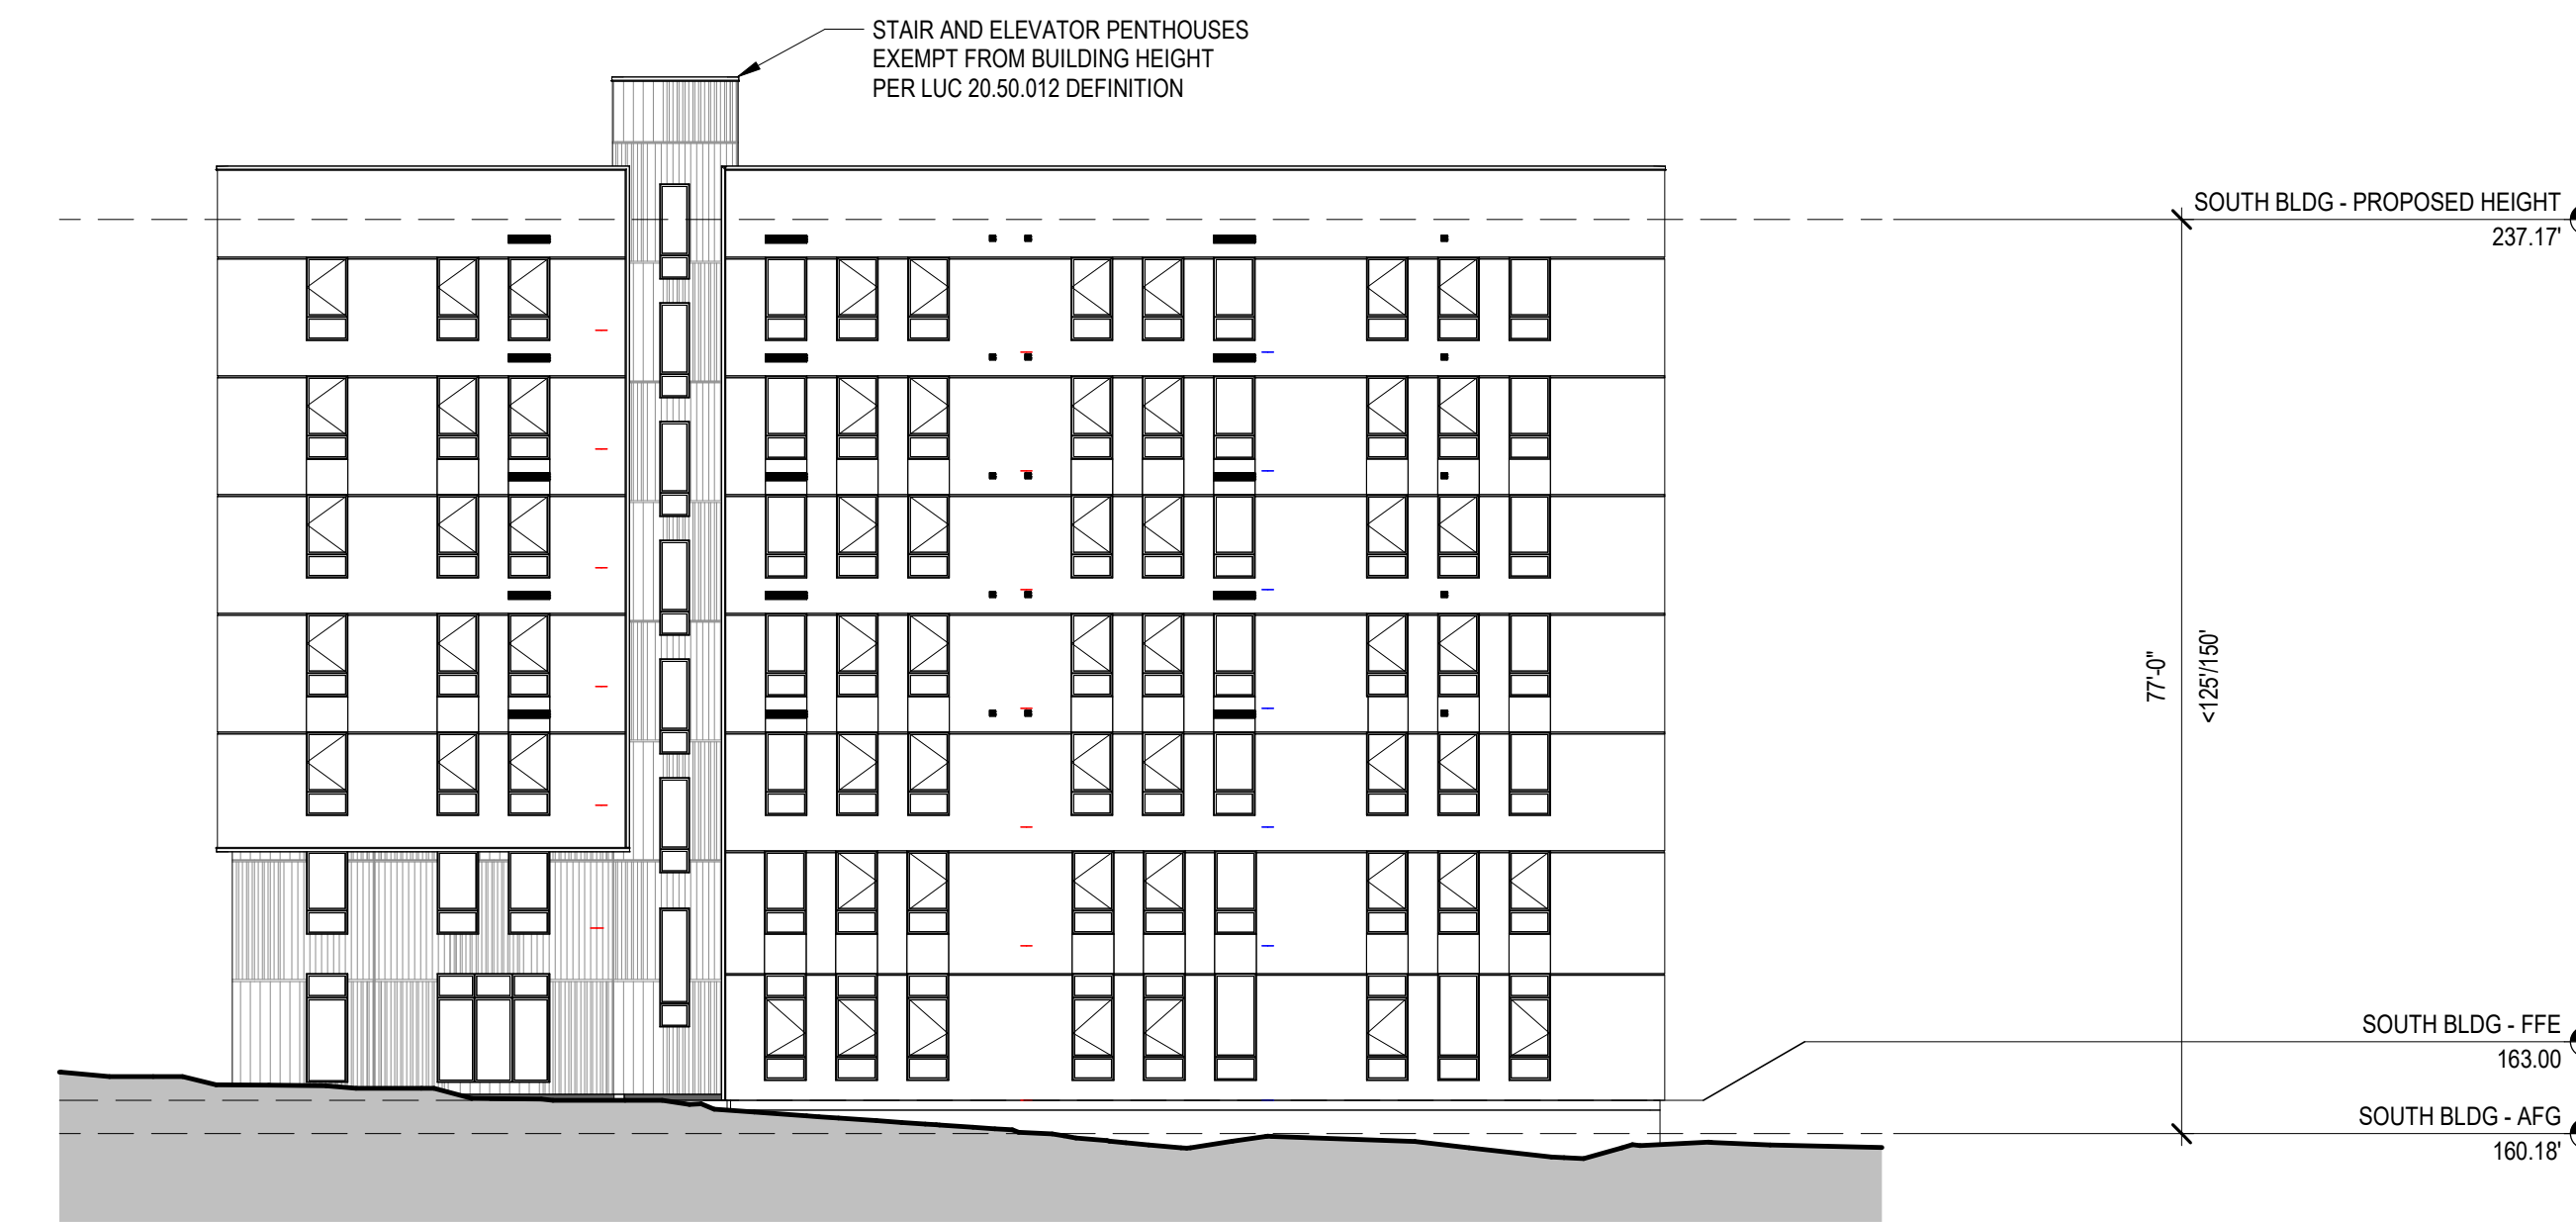 STAIR AND ELEVATOR PENTHOUSES
EXEMPT FROM BUILDING HEIGHT
PER LUC 20.50.012 DEFINITION
SOUTH BLDG - PROPOSED HEIGHT
237.17'
77'-0"
<125'/150'
SOUTH BLDG - FFE
163.00
SOUTH BLDG - AFG
160.18'